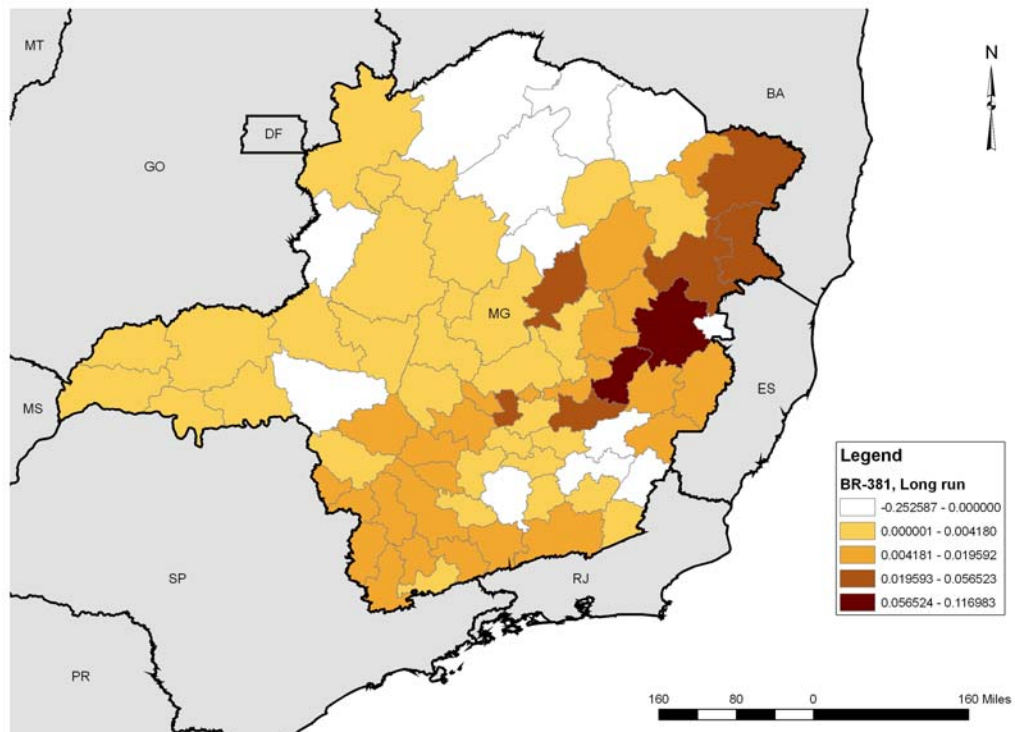 MT
N
BA
DF
GO
MG
MS
ES
Legend
BR-381, Long run
-0.252587 - 0.000000
0.000001 - 0.004180
0.004181 - 0.019592
0.019593 - 0.056523
0.056524 - 0.116983
SP
RJ
PR
160 80 0 160 Miles